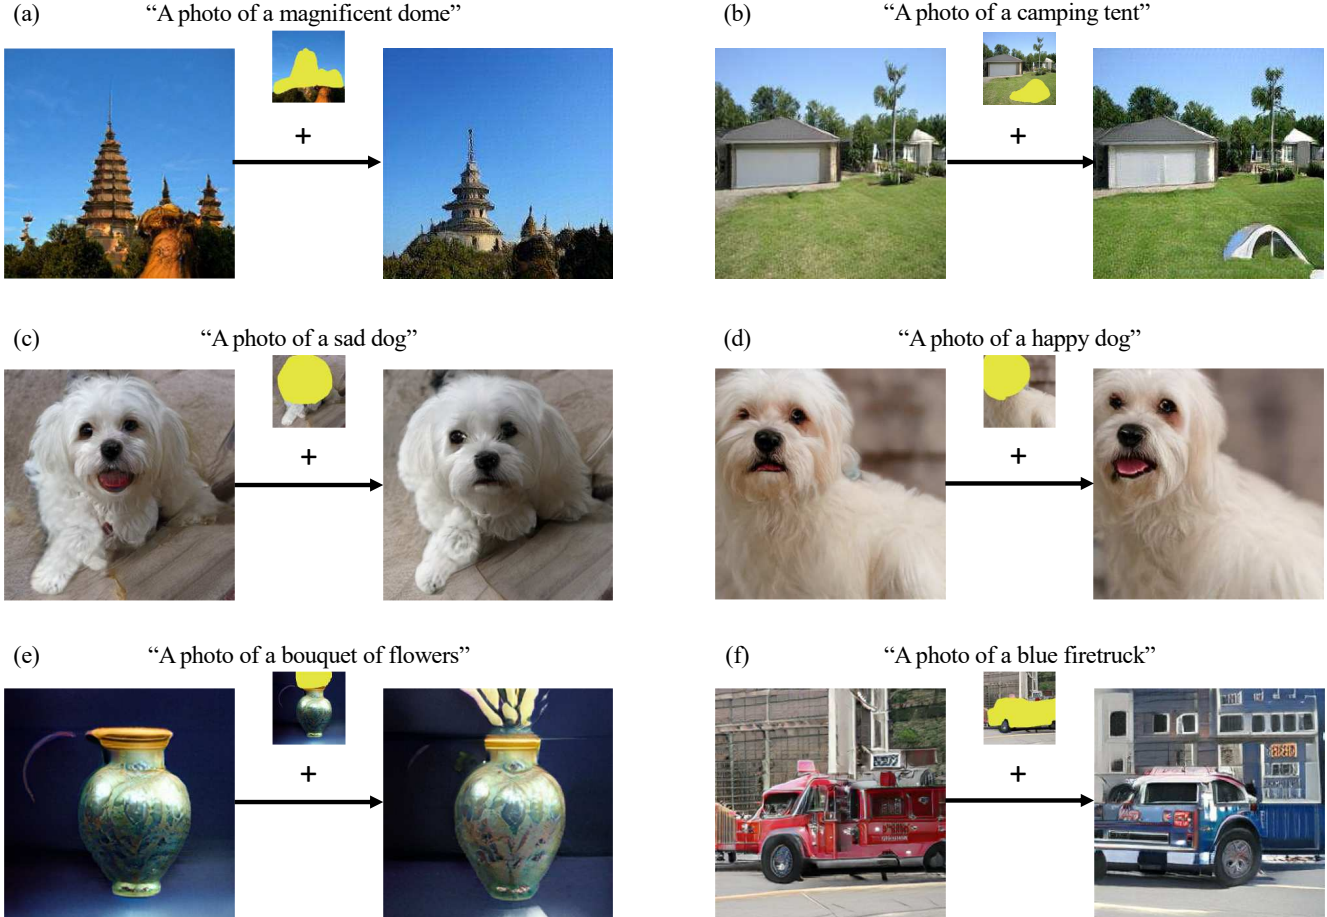 (a) “A photo of a magnificent dome”
(b) “A photo of a camping tent”
+
+
(c) “A photo of a sad dog”
(d) “A photo of a happy dog”
+
+
(e) “A photo of a bouquet of flowers”
(f) “A photo of a blue firetruck”
+
+